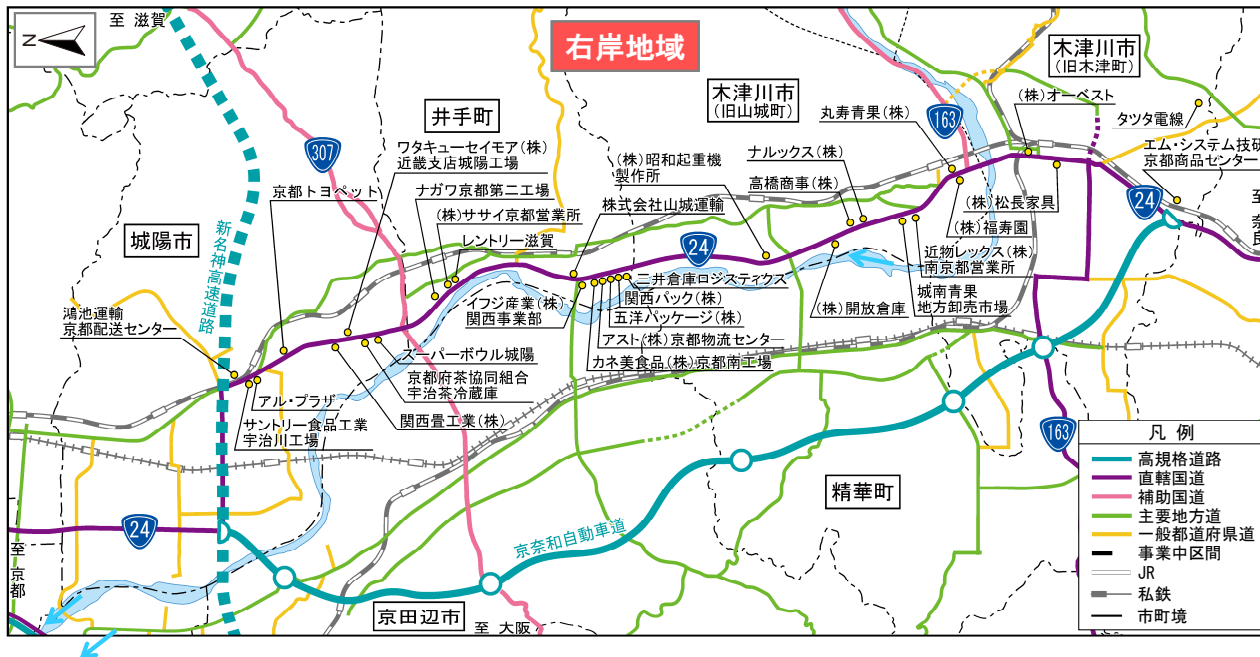 至 滋賀
N
右岸地域
木津川市
(旧木津町)
木津川市
(旧山城町)
井手町
城陽市
307
163
ワタキューセイモア(株)
近畿支店城陽工場
京都トヨペット
ナガワ京都第二工場
(株)ササイ京都営業所
レントリー滋賀
株式会社山城運輸
(株)昭和起重機
製作所
ナルックス(株)
高橋商事(株)
丸寿青果(株)
(株)オーベスト
タツタ電線
エム・システム技研
京都商品センター
至
奈
良
24
24
新名神高速道路
(株)松長家具
(株)福寿園
近物レックス(株)
南京都営業所
城南青果
地方卸売市場
(株)開放倉庫
三井倉庫ロジスティクス
関西パック(株)
五洋パッケージ(株)
アスト(株)京都物流センター
カネ美食品(株)京都南工場
イフジ産業(株)
関西事業部
鴻池運輸
京都配送センター
スーパーボウル城陽
京都府茶協同組合
宇治茶冷蔵庫
関西畳工業(株)
アル・プラザ
サントリー食品工業
宇治川工場
163
24
精華町
京奈和自動車道
京田辺市
至 大阪
至
京
都
凡 例
高規格道路
直轄国道
補助国道
主要地方道
一般都道府県道
事業中区間
JR
私鉄
市町境